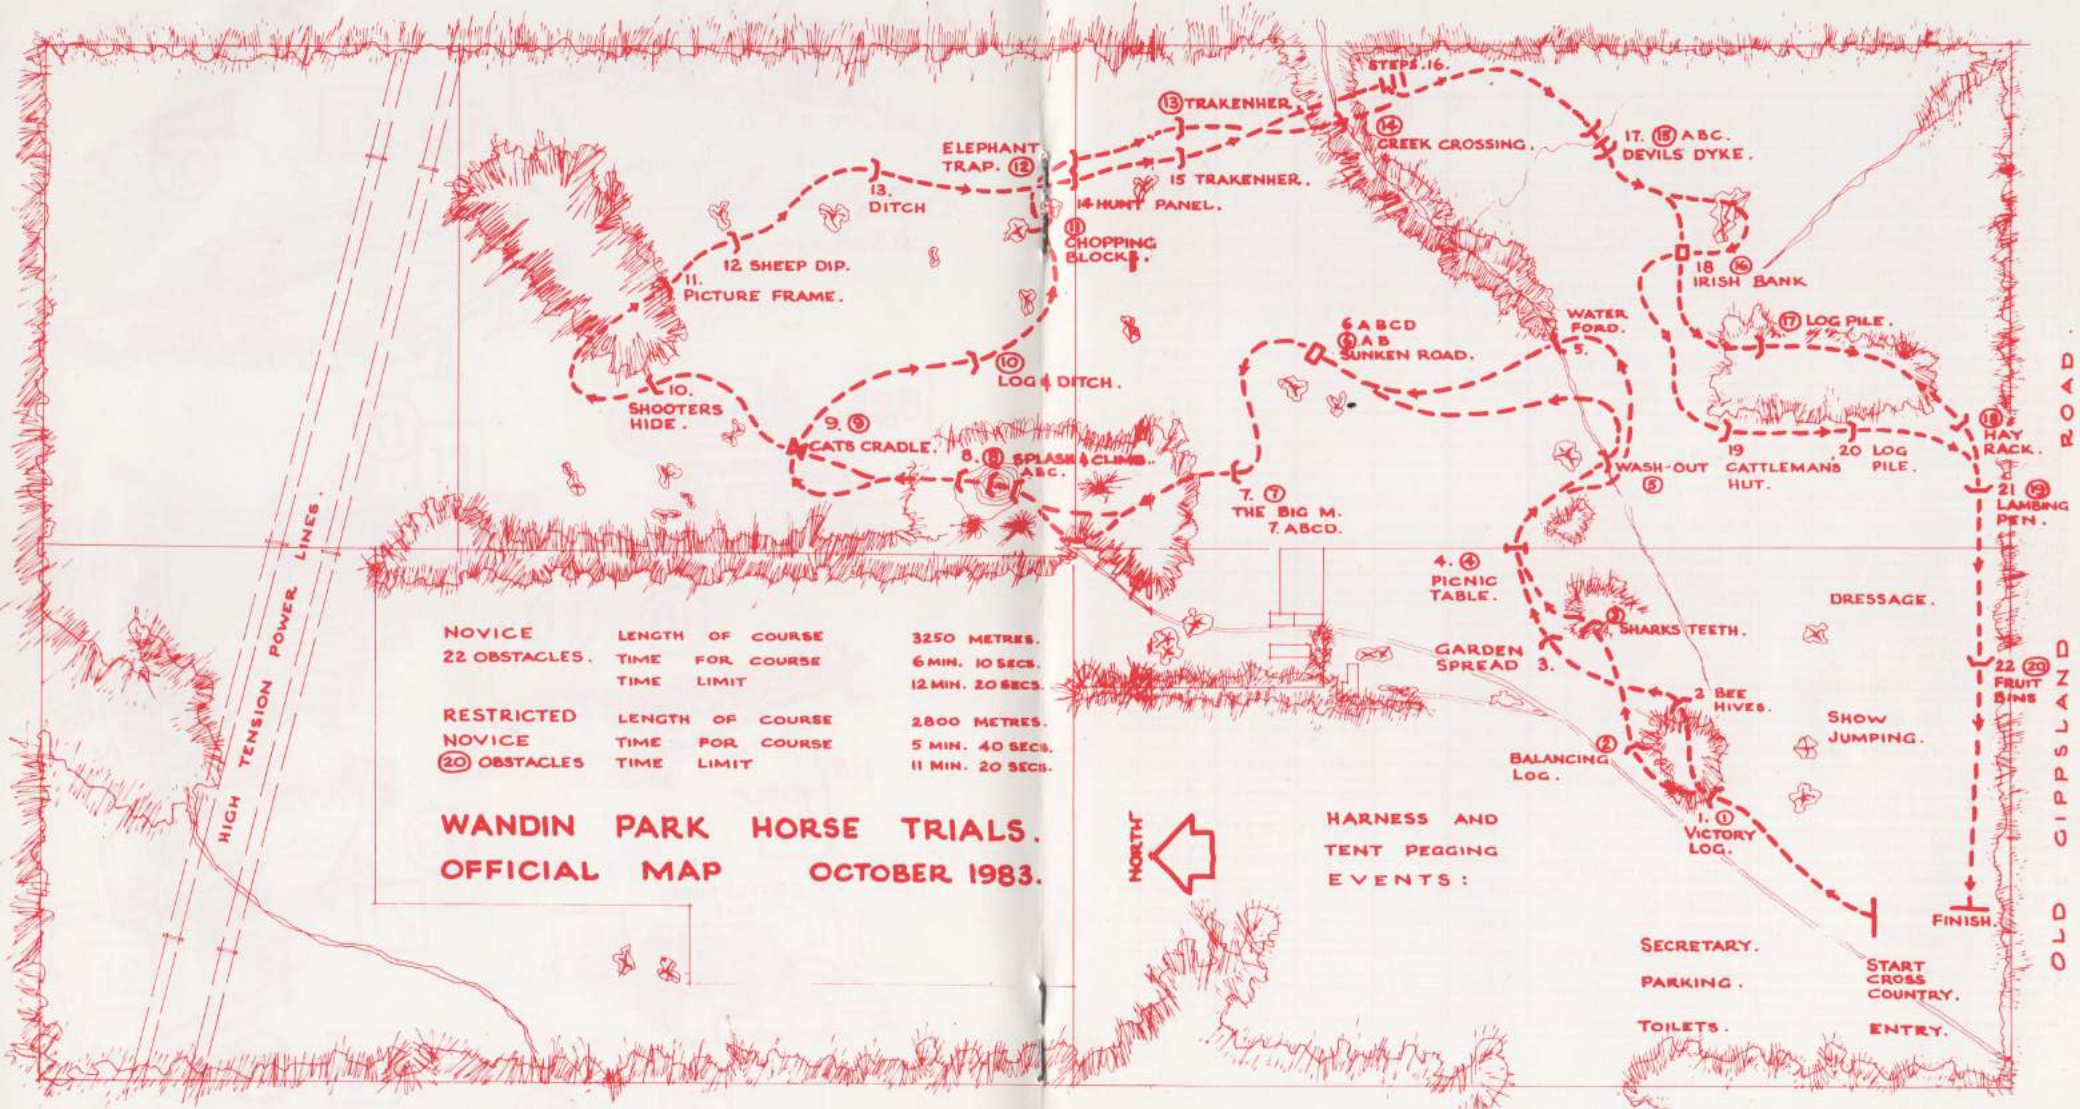 STEPS.16.
⑬ TRAKENHER.
⑭
CREEK CROSSING.
17. ⑮ ABC.
DEVILS DYKE.
ELEPHANT
TRAP. ⑫
15 TRAKENHER.
13.
DITCH
14 HUNT PANEL.
⑪
CHOPPING
BLOCKS.
12 SHEEP DIP.
11.
PICTURE FRAME.
18 ⑯
IRISH BANK
⑰ LOG PILE.
WATER
FORD.
5.
6 ABCD
⑥ AB
SUNKEN ROAD.
⑩
LOG & DITCH.
10.
SHOOTERS
HIDE.
9. ⑨
CATS CRADLE.
8. ⑧ SPLASH & CLIMB.
ABC.
⑱
HAY
RACK.
19
CATTLEMANS
HUT.
20 LOG
PILE.
WASH-OUT
⑤
7. ⑦
THE BIG M.
7. ABCD.
21 ⑲
LAMBING
PEN.
4. ④
PICNIC
TABLE.
③
SHARKS TEETH.
GARDEN
SPREAD 3.
DRESSAGE.
22 ⑳
FRUIT
BINS
2 BEE
HIVES.
SHOW
JUMPING.
②
BALANCING
LOG.
1. ①
VICTORY
LOG.
HIGH TENSION POWER LINES.
OLD GIPPSLAND ROAD
NOVICE LENGTH OF COURSE 3250 METRES.
22 OBSTACLES. TIME FOR COURSE 6 MIN. 10 SECS.
TIME LIMIT 12 MIN. 20 SECS.
RESTRICTED LENGTH OF COURSE 2800 METRES.
NOVICE TIME FOR COURSE 5 MIN. 40 SECS.
⑳ OBSTACLES TIME LIMIT 11 MIN. 20 SECS.
WANDIN PARK HORSE TRIALS.
OFFICIAL MAP OCTOBER 1983.
NORTH
HARNESS AND
TENT PEGGING
EVENTS:
FINISH.
SECRETARY.
PARKING.
TOILETS.
START
CROSS
COUNTRY.
ENTRY.